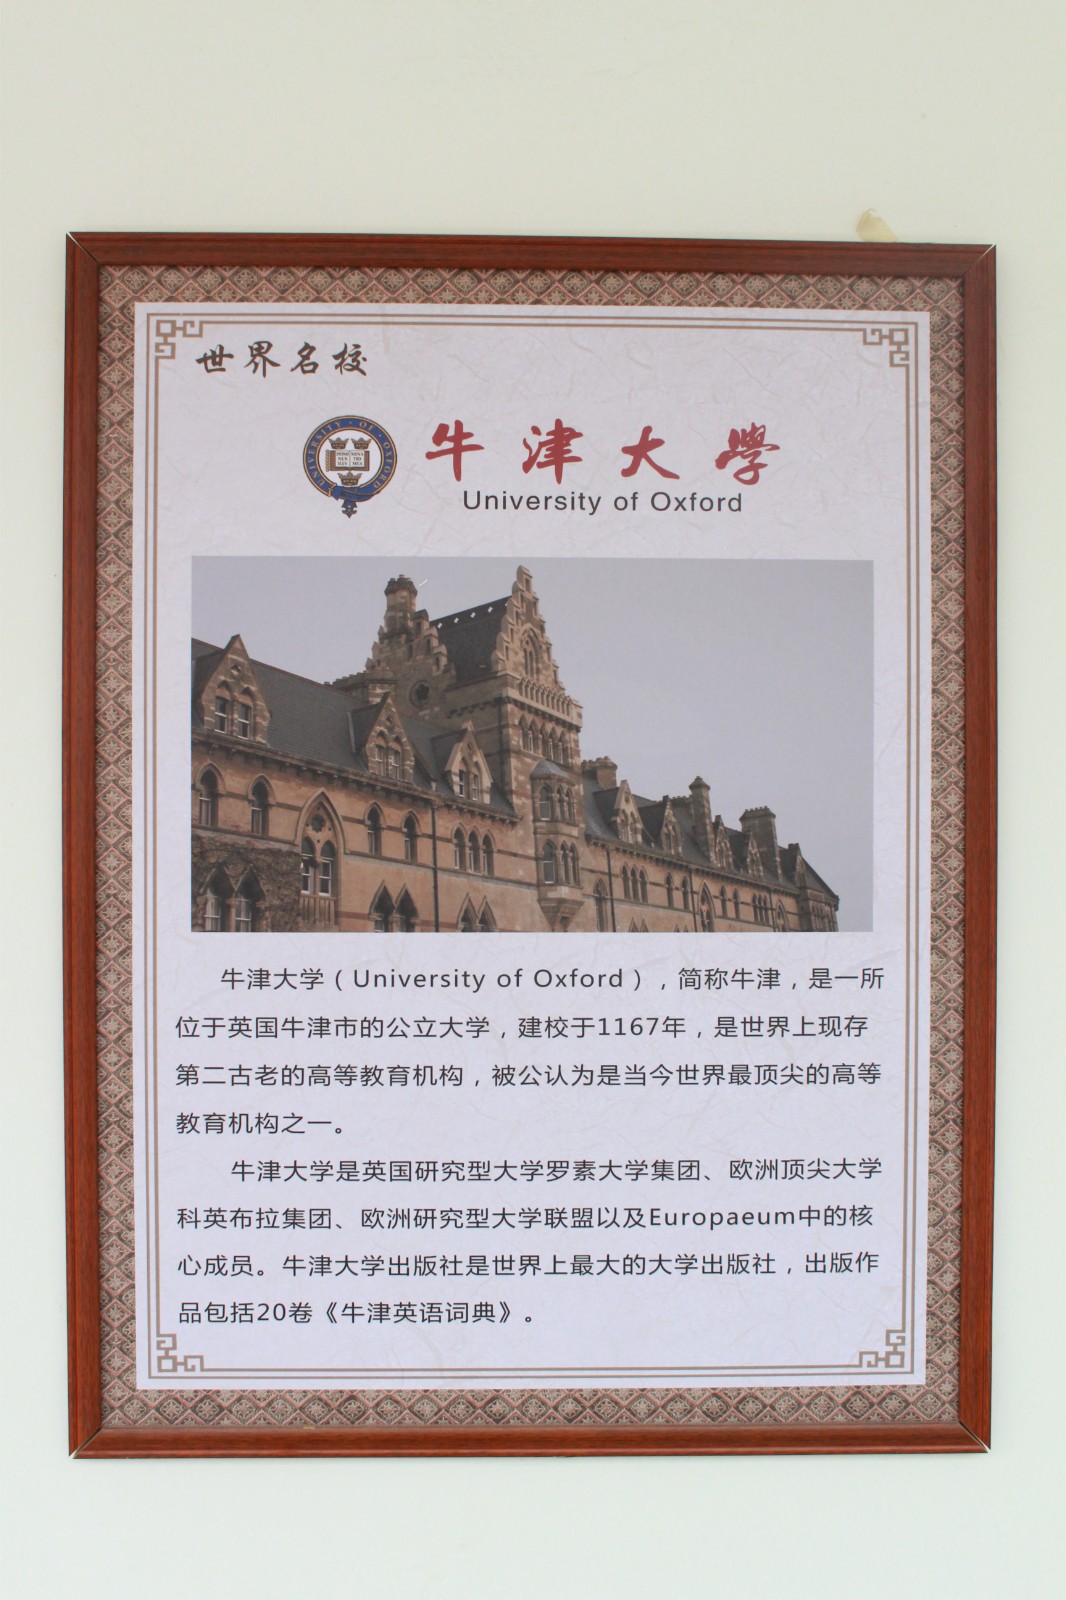 世界名校
UNIVERSITY · OF · OXFORD
牛津大學
University of Oxford
牛津大学（University of Oxford），简称牛津，是一所
位于英国牛津市的公立大学，建校于1167年，是世界上现存
第二古老的高等教育机构，被公认为是当今世界最顶尖的高等
教育机构之一。
牛津大学是英国研究型大学罗素大学集团、欧洲顶尖大学
科英布拉集团、欧洲研究型大学联盟以及Europaeum中的核
心成员。牛津大学出版社是世界上最大的大学出版社，出版作
品包括20卷《牛津英语词典》。